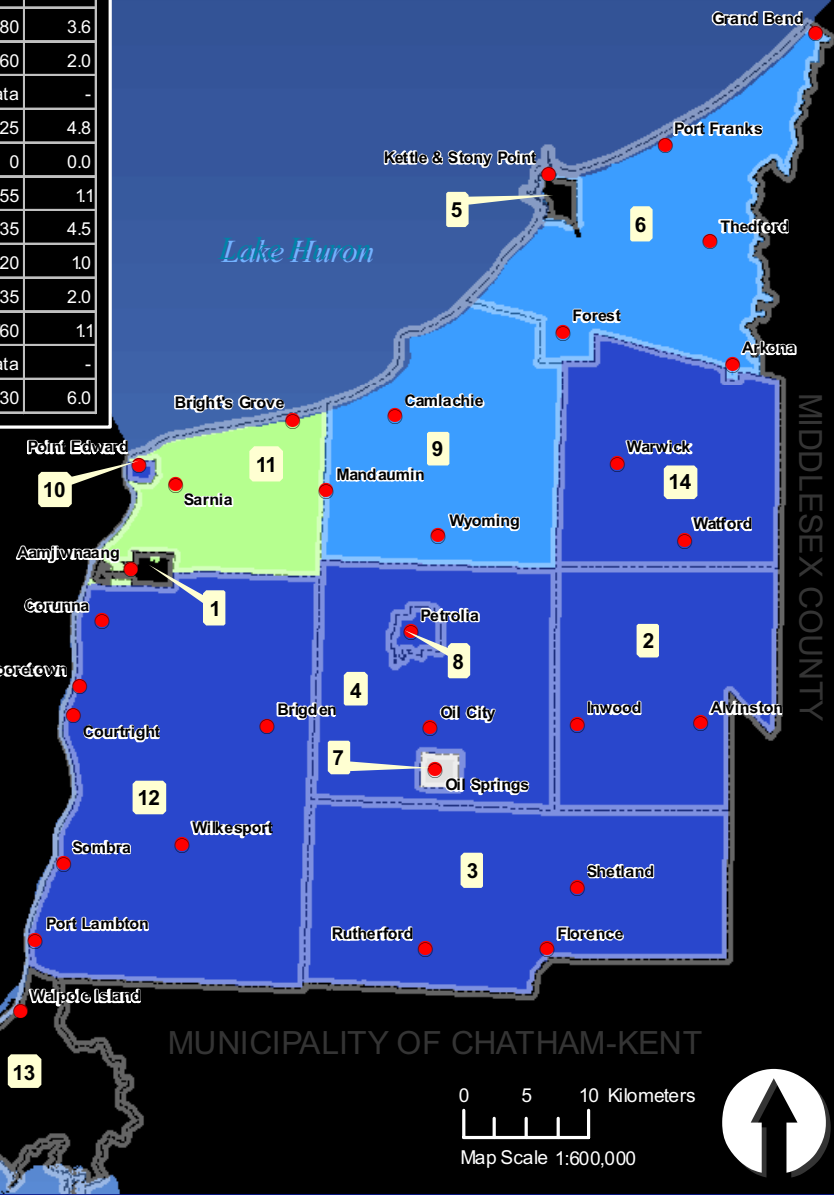 80 3.6
60 2.0
ata -
25 4.8
0 0.0
55 1.1
35 4.5
20 1.0
35 2.0
60 1.1
ata -
30 6.0
Grand Bend
Port Franks
Kettle & Stony Point
5
6
Thedford
Lake Huron
Forest
Arkona
Bright's Grove
Camlachie
Point Edward
11
9
Warwick
Mandaumin
14
10
Sarnia
Wyoming
Watford
MIDDLESEX COUNTY
Aamjiwnaang
1
Corunna
Petrolia
2
8
ooretown
4
Brigden
Oil City
Inwood
Alvinston
Courtright
7
Oil Springs
12
Wilkesport
Sombra
3
Shetland
Port Lambton
Rutherford
Florence
Walpole Island
MUNICIPALITY OF CHATHAM-KENT
13
0 5 10 Kilometers
Map Scale 1:600,000